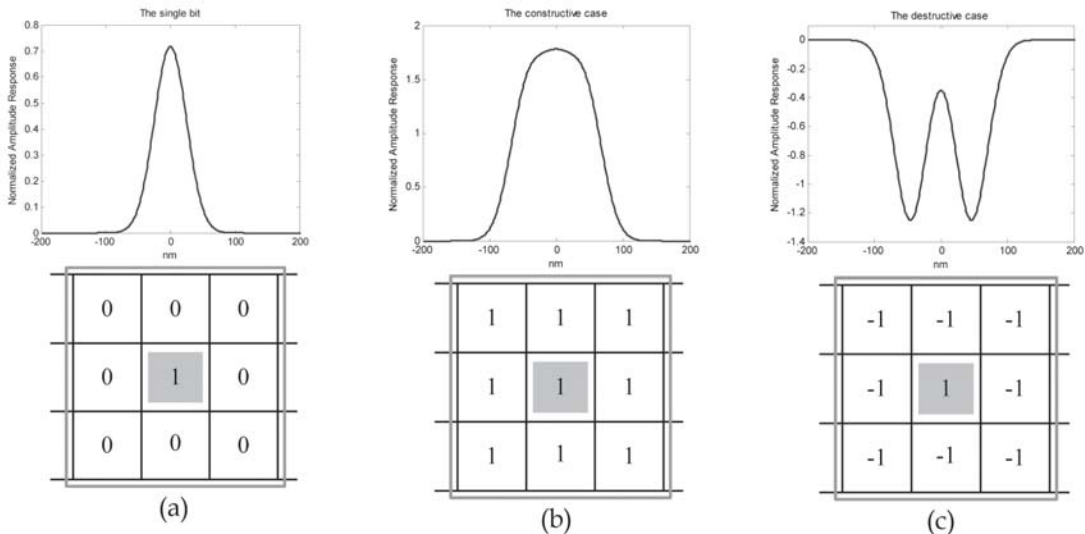 The single bit
Normalized Amplitude Response
0.8
0.7
0.6
0.5
0.4
0.3
0.2
0.1
0
-200 -100 0 100 200
nm
0 0 0
0 1 0
0 0 0
(a)
The constructive case
Normalized Amplitude Response
2
1.5
1
0.5
0
-200 -100 0 100 200
nm
1 1 1
1 1 1
1 1 1
(b)
The destructive case
Normalized Amplitude Response
0
-0.2
-0.4
-0.6
-0.8
-1
-1.2
-1.4
-200 -100 0 100 200
nm
-1 -1 -1
-1 1 -1
-1 -1 -1
(c)